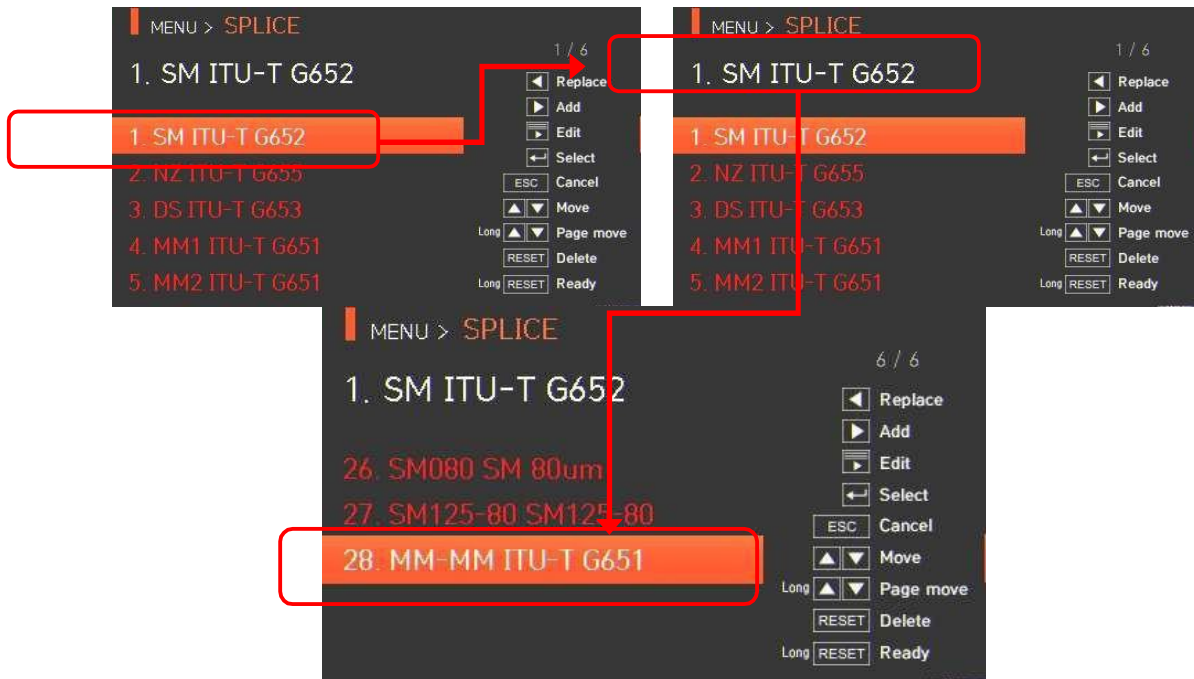 MENU > SPLICE
1 / 6
1. SM ITU-T G652
Replace
Add
1. SM ITU-T G652
Edit
Select
2. NZ ITU-T G655
ESC Cancel
3. DS ITU-T G653
Move
Long Page move
4. MM1 ITU-T G651
RESET Delete
5. MM2 ITU-T G651
Long RESET Ready
MENU > SPLICE
1 / 6
1. SM ITU-T G652
Replace
Add
1. SM ITU-T G652
Edit
Select
2. NZ ITU-T G655
ESC Cancel
3. DS ITU-T G653
Move
Long Page move
4. MM1 ITU-T G651
RESET Delete
5. MM2 ITU-T G651
Long RESET Ready
MENU > SPLICE
6 / 6
1. SM ITU-T G652
Replace
Add
26. SM080 SM 80um
Edit
Select
27. SM125-80 SM125-80
ESC Cancel
28. MM-MM ITU-T G651
Move
Long Page move
RESET Delete
Long RESET Ready